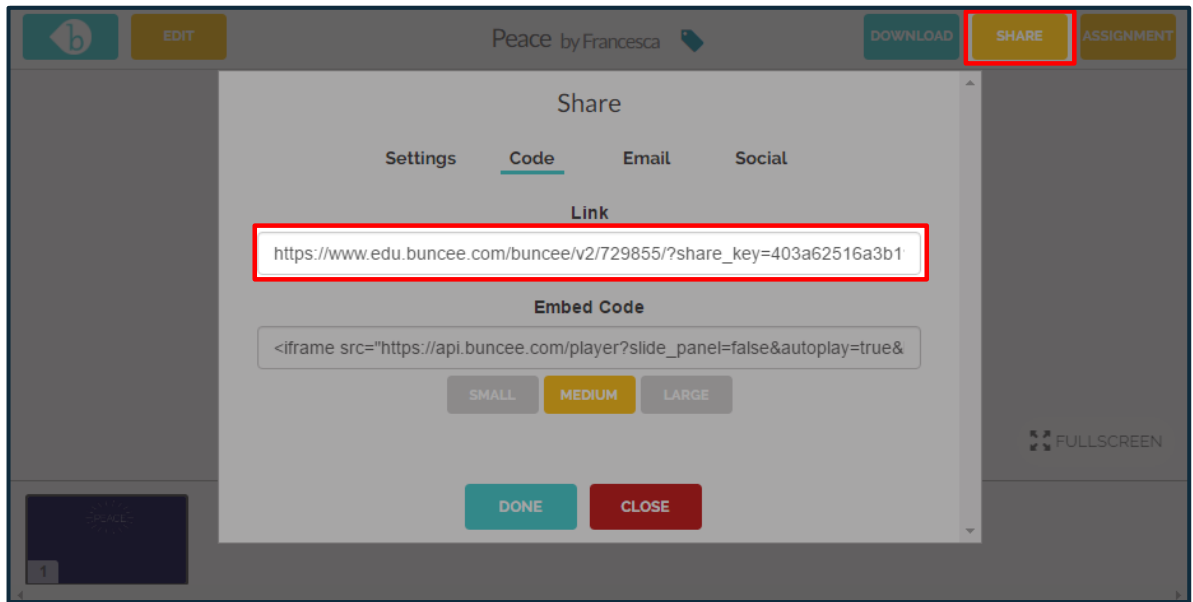 b EDIT Peace by Francesca DOWNLOAD SHARE ASSIGNMENT
Share
Settings Code Email Social
Link
https://www.edu.buncee.com/buncee/v2/729855/?share_key=403a62516a3b1
Embed Code
<iframe src="https://api.buncee.com/player?slide_panel=false&autoplay=true&
SMALL MEDIUM LARGE
FULLSCREEN
DONE CLOSE
PEACE
1